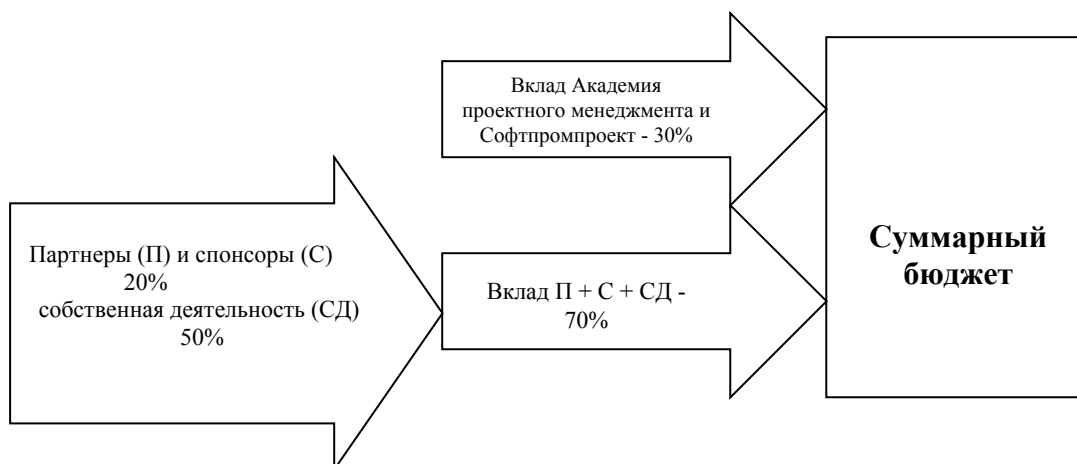 Вклад Академия
проектного менеджмента и
Софтпромпроект - 30%
Партнеры (П) и спонсоры (С)
20%
собственная деятельность (СД)
50%
Вклад П + С + СД -
70%
Суммарный
бюджет